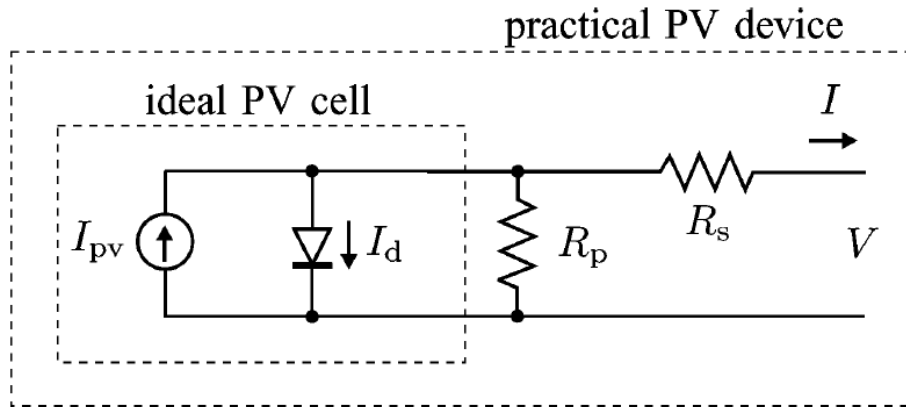 practical PV device
ideal PV cell
I
I_pv
I_d
R_p
R_s
V